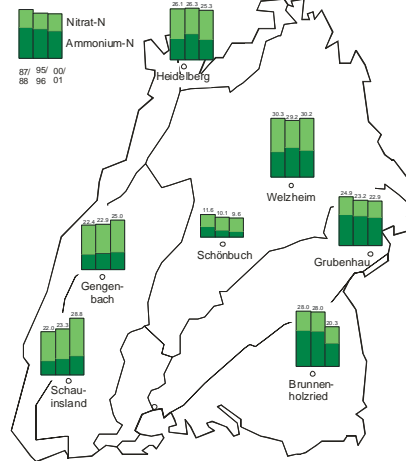 Nitrat-N
Ammonium-N
87/ 95/ 00/
88 96 01
26.1 26.3 25.3
Heidelberg
30.3 29.2 30.2
Welzheim
11.6 10.1 9.6
Schönbuch
24.9 23.2 22.9
Grubenhau
22.4 22.9 25.0
Gengen-
bach
22.0 23.3 28.8
Schau-
insland
28.0 28.0 20.3
Brunnen-
holzried